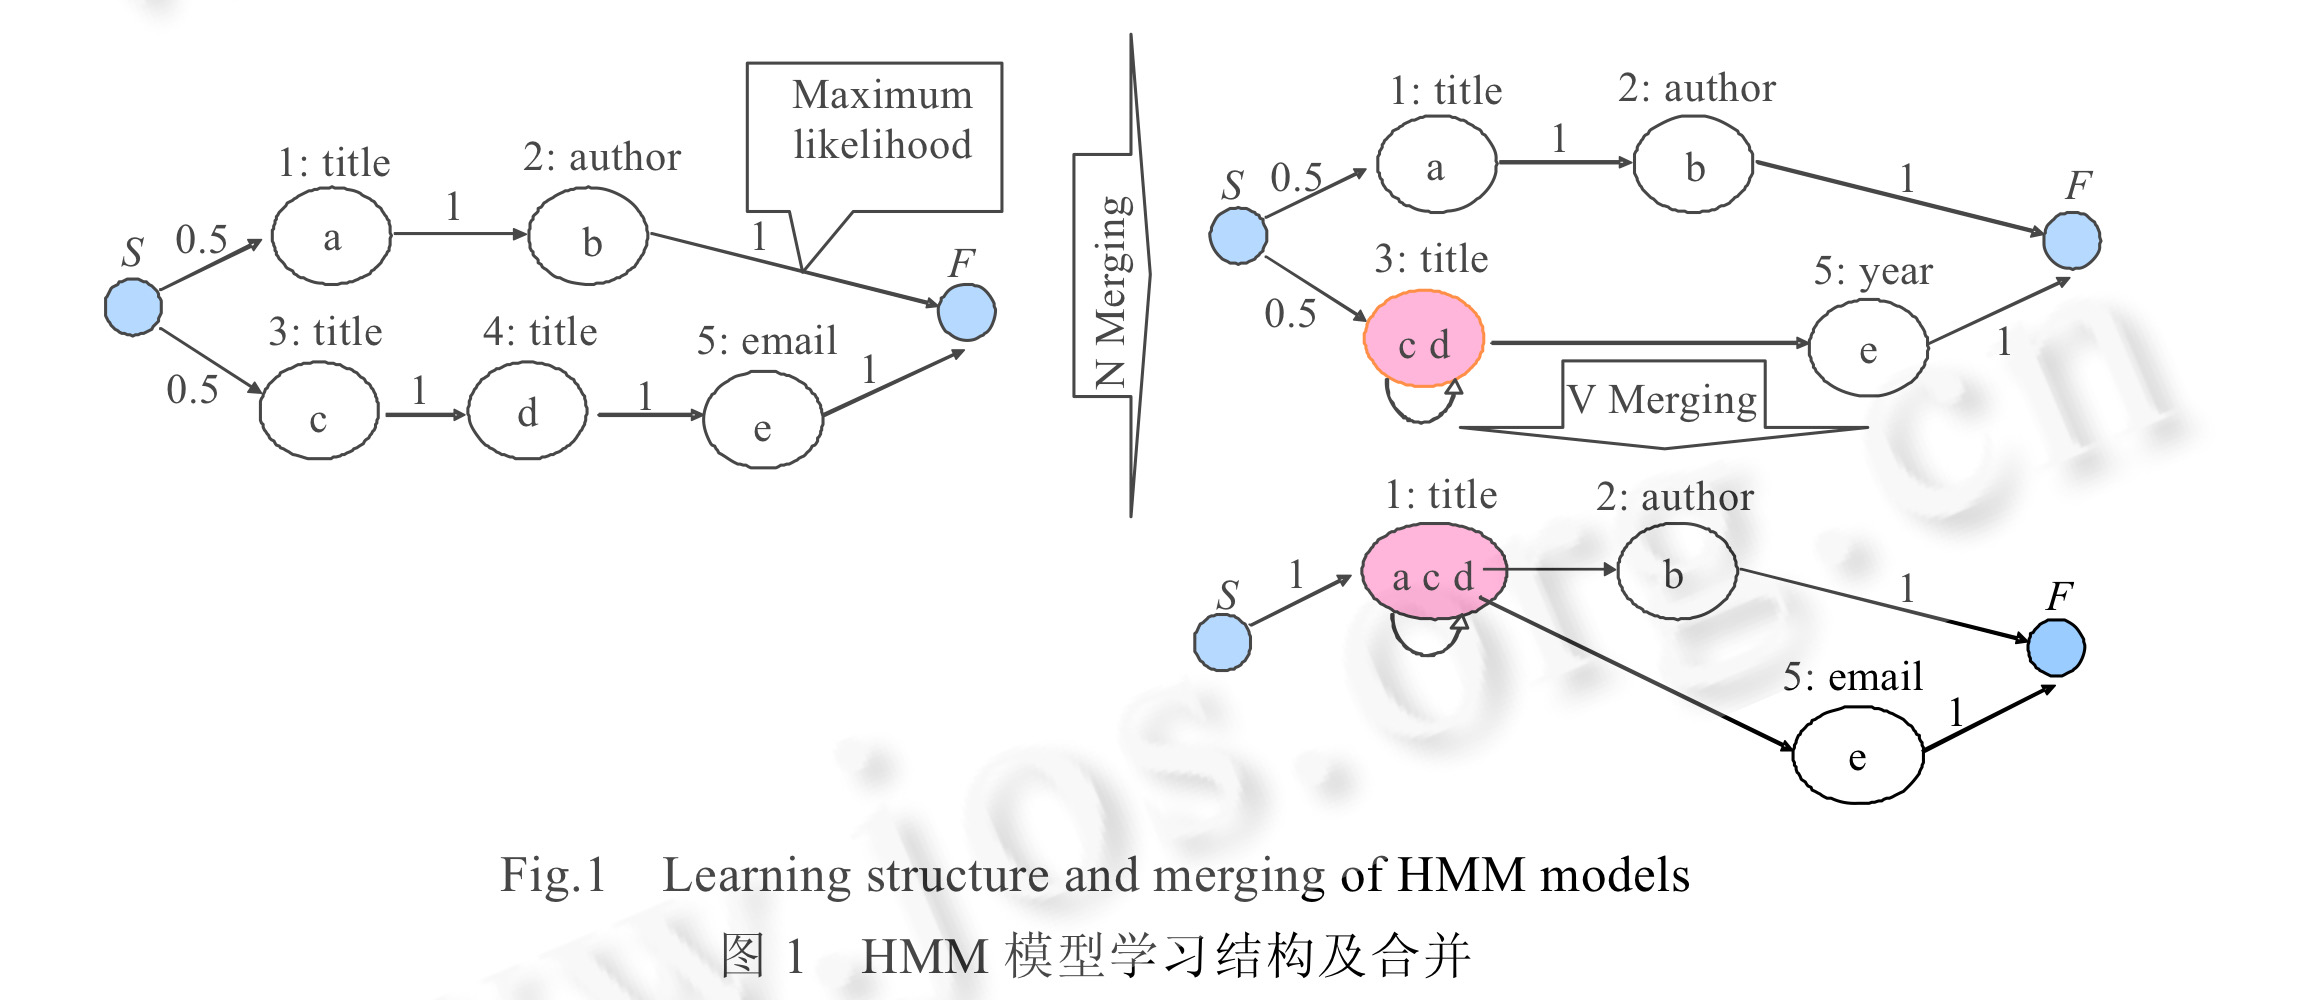 Maximum
likelihood
1: title
2: author
S
0.5
a
1
b
1
F
0.5
3: title
4: title
5: email
c
1
d
1
e
1
N Merging
1: title
2: author
S
0.5
a
1
b
1
F
0.5
3: title
5: year
c d
e
1
V Merging
1: title
2: author
S
1
a c d
b
1
F
5: email
e
1
Fig.1 Learning structure and merging of HMM models
图 1 HMM 模型学习结构及合并
www.jos.org.cn